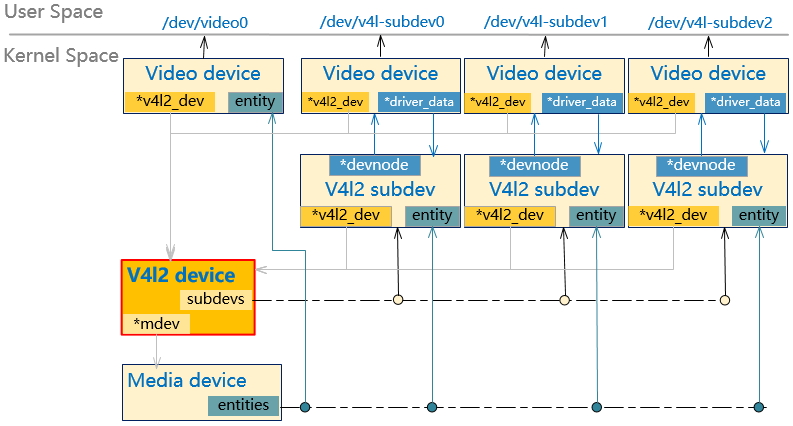 User Space
/dev/video0
/dev/v4l-subdev0
/dev/v4l-subdev1
/dev/v4l-subdev2
Kernel Space
Video device
Video device
Video device
Video device
*v4l2_dev
entity
*v4l2_dev
*driver_data
*v4l2_dev
*driver_data
*v4l2_dev
*driver_data
*devnode
*devnode
*devnode
V4l2 subdev
V4l2 subdev
V4l2 subdev
*v4l2_dev
entity
*v4l2_dev
entity
*v4l2_dev
entity
V4l2 device
subdevs
*mdev
Media device
entities